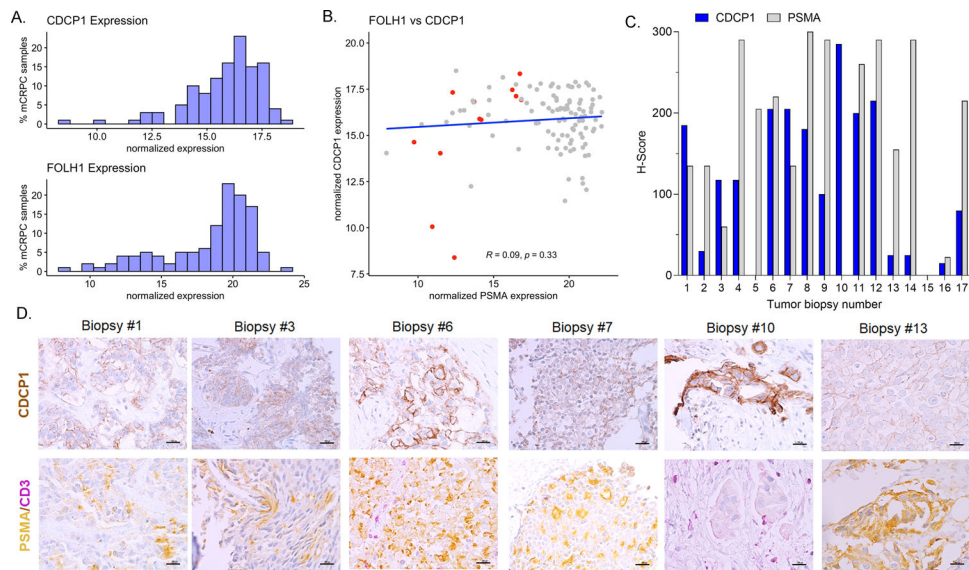 A.
CDCP1 Expression
% mCRPC samples
20
15
10
5
0
10.0
12.5
15.0
17.5
normalized expression
FOLH1 Expression
% mCRPC samples
20
15
10
5
0
10
15
20
25
normalized expression
B.
FOLH1 vs CDCP1
normalized CDCP1 expression
20.0
17.5
15.0
12.5
10.0
7.5
R = 0.09, p = 0.33
10
15
20
normalized PSMA expression
C.
CDCP1 PSMA
H-Score
300
200
100
0
1 2 3 4 5 6 7 8 9 10 11 12 13 14 15 16 17
Tumor biopsy number
D.
Biopsy #1 Biopsy #3 Biopsy #6 Biopsy #7 Biopsy #10 Biopsy #13
CDCP1
PSMA/CD3